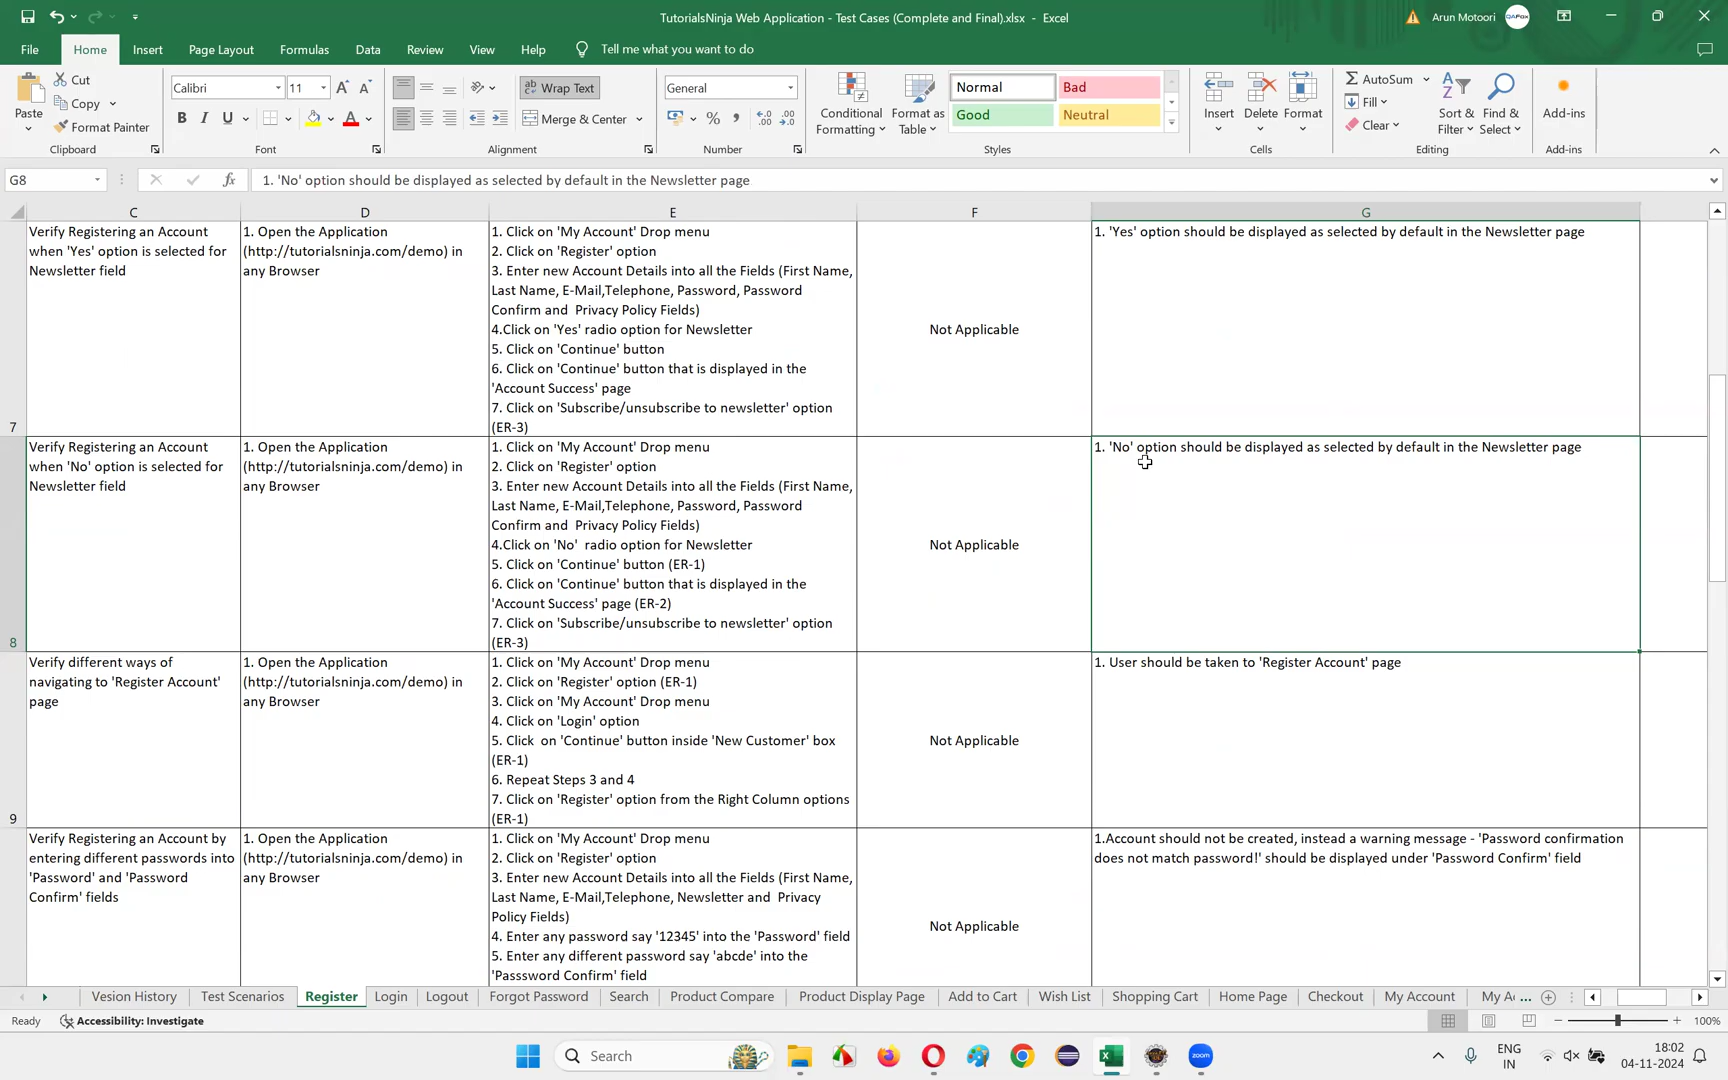 TutorialsNinja Web Application - Test Cases (Complete and Final).xlsx - Excel
Arun Motoori
QAFox
File Home Insert Page Layout Formulas Data Review View Help Tell me what you want to do
Paste
Cut
Copy
Format Painter
Clipboard
Calibri 11
B I U
Font
Wrap Text
Merge & Center
Alignment
General
Number
Conditional Formatting
Format as Table
Normal Bad
Good Neutral
Styles
Insert Delete Format
Cells
AutoSum
Fill
Clear
Sort & Filter
Find & Select
Editing
Add-ins
Add-ins
G8
fx
1. 'No' option should be displayed as selected by default in the Newsletter page
C D E F G
7
Verify Registering an Account
when 'Yes' option is selected for
Newsletter field
1. Open the Application
(http://tutorialsninja.com/demo) in
any Browser
1. Click on 'My Account' Drop menu
2. Click on 'Register' option
3. Enter new Account Details into all the Fields (First Name,
Last Name, E-Mail,Telephone, Password, Password
Confirm and  Privacy Policy Fields)
4.Click on 'Yes' radio option for Newsletter
5. Click on 'Continue' button
6. Click on 'Continue' button that is displayed in the
'Account Success' page
7. Click on 'Subscribe/unsubscribe to newsletter' option
(ER-3)
Not Applicable
1. 'Yes' option should be displayed as selected by default in the Newsletter page
8
Verify Registering an Account
when 'No' option is selected for
Newsletter field
1. Open the Application
(http://tutorialsninja.com/demo) in
any Browser
1. Click on 'My Account' Drop menu
2. Click on 'Register' option
3. Enter new Account Details into all the Fields (First Name,
Last Name, E-Mail,Telephone, Password, Password
Confirm and  Privacy Policy Fields)
4.Click on 'No'  radio option for Newsletter
5. Click on 'Continue' button (ER-1)
6. Click on 'Continue' button that is displayed in the
'Account Success' page (ER-2)
7. Click on 'Subscribe/unsubscribe to newsletter' option
(ER-3)
Not Applicable
1. 'No' option should be displayed as selected by default in the Newsletter page
9
Verify different ways of
navigating to 'Register Account'
page
1. Open the Application
(http://tutorialsninja.com/demo) in
any Browser
1. Click on 'My Account' Drop menu
2. Click on 'Register' option (ER-1)
3. Click on 'My Account' Drop menu
4. Click on 'Login' option
5. Click  on 'Continue' button inside 'New Customer' box
(ER-1)
6. Repeat Steps 3 and 4
7. Click on 'Register' option from the Right Column options
(ER-1)
Not Applicable
1. User should be taken to 'Register Account' page
Verify Registering an Account by
entering different passwords into
'Password' and 'Password
Confirm' fields
1. Open the Application
(http://tutorialsninja.com/demo) in
any Browser
1. Click on 'My Account' Drop menu
2. Click on 'Register' option
3. Enter new Account Details into all the Fields (First Name,
Last Name, E-Mail,Telephone, Newsletter and  Privacy
Policy Fields)
4. Enter any password say '12345' into the 'Password' field
5. Enter any different password say 'abcde' into the
'Passsword Confirm' field
Not Applicable
1.Account should not be created, instead a warning message - 'Password confirmation
does not match password!' should be displayed under 'Password Confirm' field
Vesion History Test Scenarios Register Login Logout Forgot Password Search Product Compare Product Display Page Add to Cart Wish List Shopping Cart Home Page Checkout My Account My A( ...
Ready Accessibility: Investigate 100%
Search
zoom
ENG
IN
18:02
04-11-2024